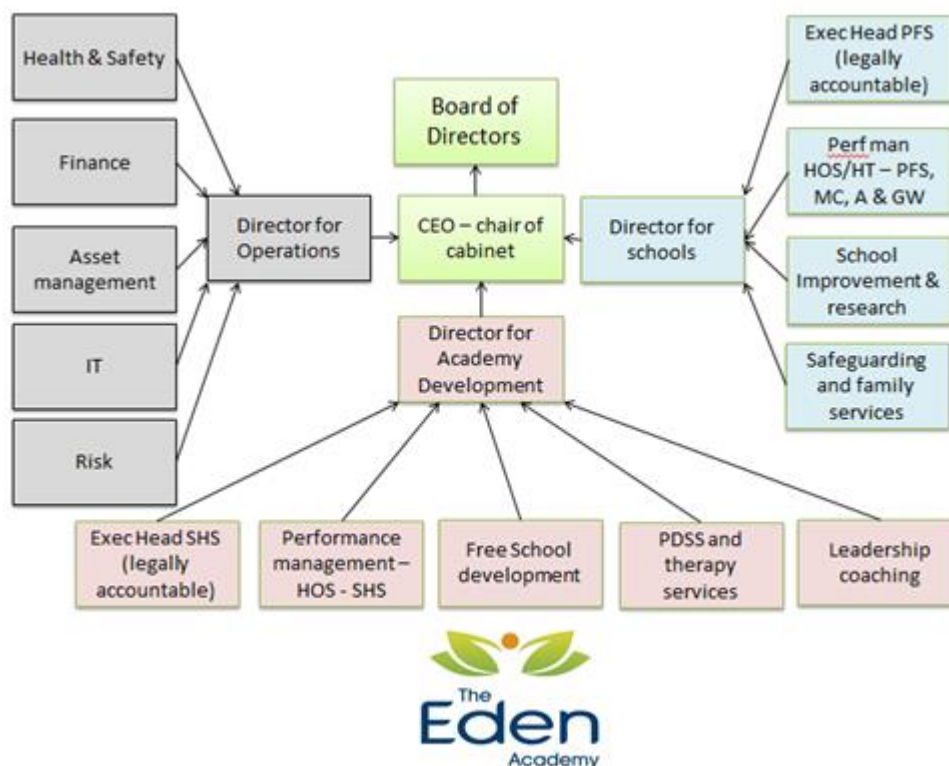 Health & Safety
Finance
Asset
management
IT
Risk
Director for
Operations
Board of
Directors
CEO – chair of
cabinet
Director for
Academy
Development
Director for
schools
Exec Head PFS
(legally
accountable)
Perf man
HOS/HT – PFS,
MC, A & GW
School
Improvement &
research
Safeguarding
and family
services
Exec Head SHS
(legally
accountable)
Performance
management –
HOS - SHS
Free School
development
PDSS and
therapy
services
Leadership
coaching
The
Eden
Academy